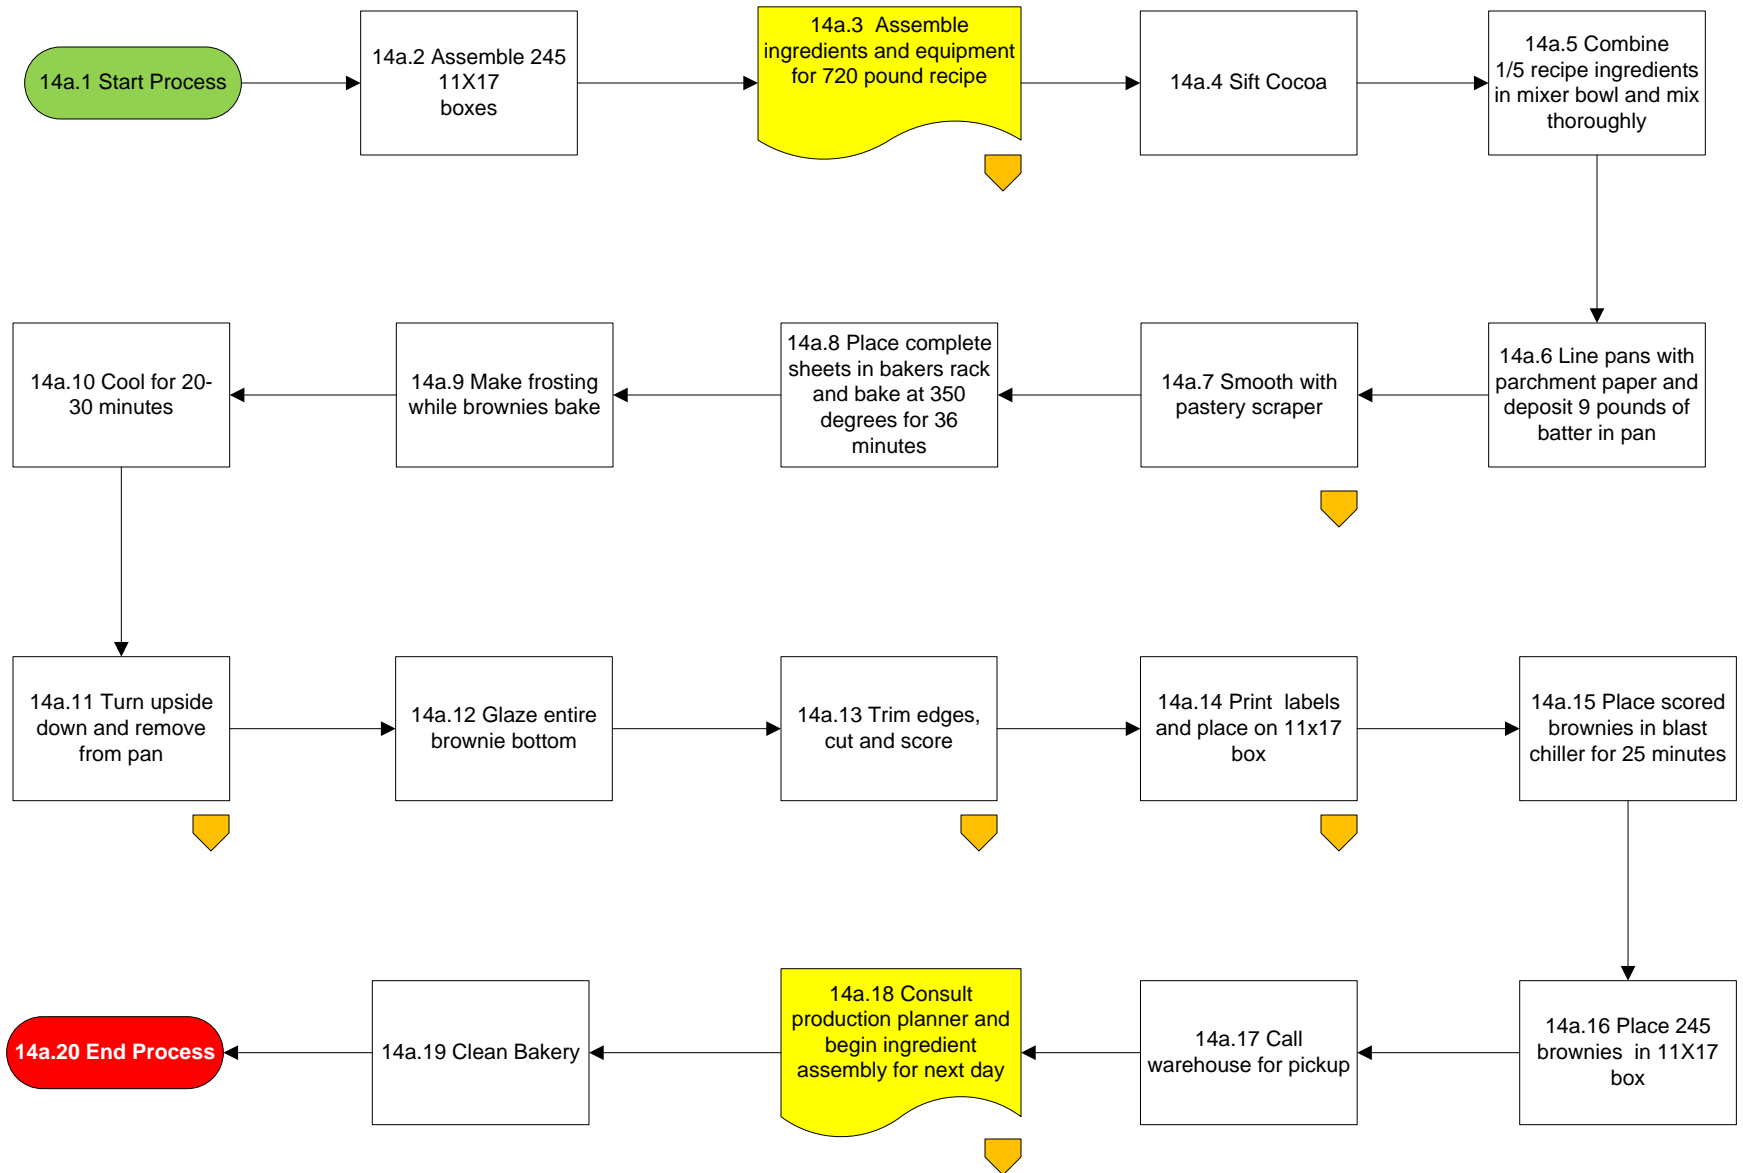 14a.1 Start Process
14a.2 Assemble 245
11X17
boxes
14a.3 Assemble
ingredients and equipment
for 720 pound recipe
14a.4 Sift Cocoa
14a.5 Combine
1/5 recipe ingredients
in mixer bowl and mix
thoroughly
14a.6 Line pans with
parchment paper and
deposit 9 pounds of
batter in pan
14a.7 Smooth with
pastery scraper
14a.8 Place complete
sheets in bakers rack
and bake at 350
degrees for 36
minutes
14a.9 Make frosting
while brownies bake
14a.10 Cool for 20-
30 minutes
14a.11 Turn upside
down and remove
from pan
14a.12 Glaze entire
brownie bottom
14a.13 Trim edges,
cut and score
14a.14 Print labels
and place on 11x17
box
14a.15 Place scored
brownies in blast
chiller for 25 minutes
14a.16 Place 245
brownies in 11X17
box
14a.17 Call
warehouse for pickup
14a.18 Consult
production planner and
begin ingredient
assembly for next day
14a.19 Clean Bakery
14a.20 End Process